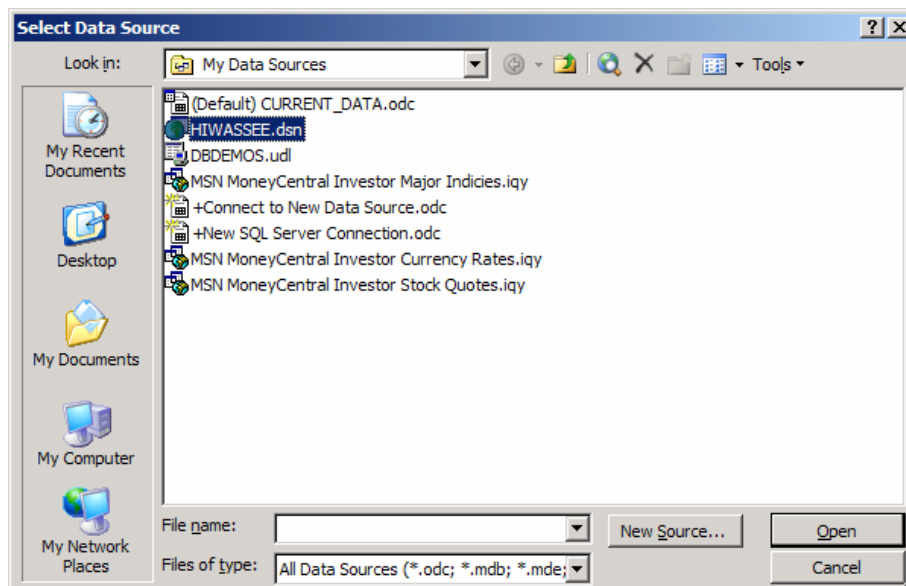 Select Data Source
Look in: My Data Sources Tools
(Default) CURRENT_DATA.odc
HIWASSEE.dsn
DBDEMOS.udl
MSN MoneyCentral Investor Major Indicies.iqy
+Connect to New Data Source.odc
+New SQL Server Connection.odc
MSN MoneyCentral Investor Currency Rates.iqy
MSN MoneyCentral Investor Stock Quotes.iqy
My Recent
Documents
Desktop
My Documents
My Computer
My Network
Places
File name: New Source... Open
Files of type: All Data Sources (*.odc; *.mdb; *.mde; Cancel